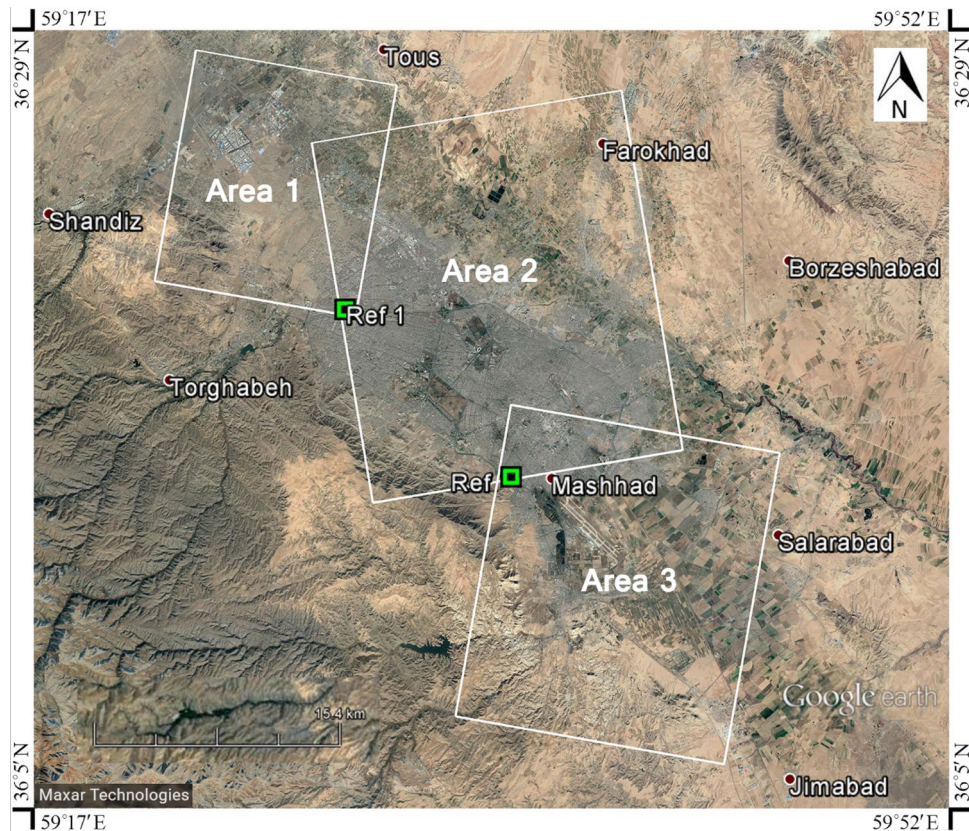 59°17′E
59°52′E
36°29′N
36°29′N
Tous
N
Farokhad
Area 1
Shandiz
Area 2
Borzeshabad
Ref 1
Torghabeh
Ref
Mashhad
Salarabad
Area 3
Google earth
15.4 km
36°5′N
36°5′N
Jimabad
Maxar Technologies
59°17′E
59°52′E